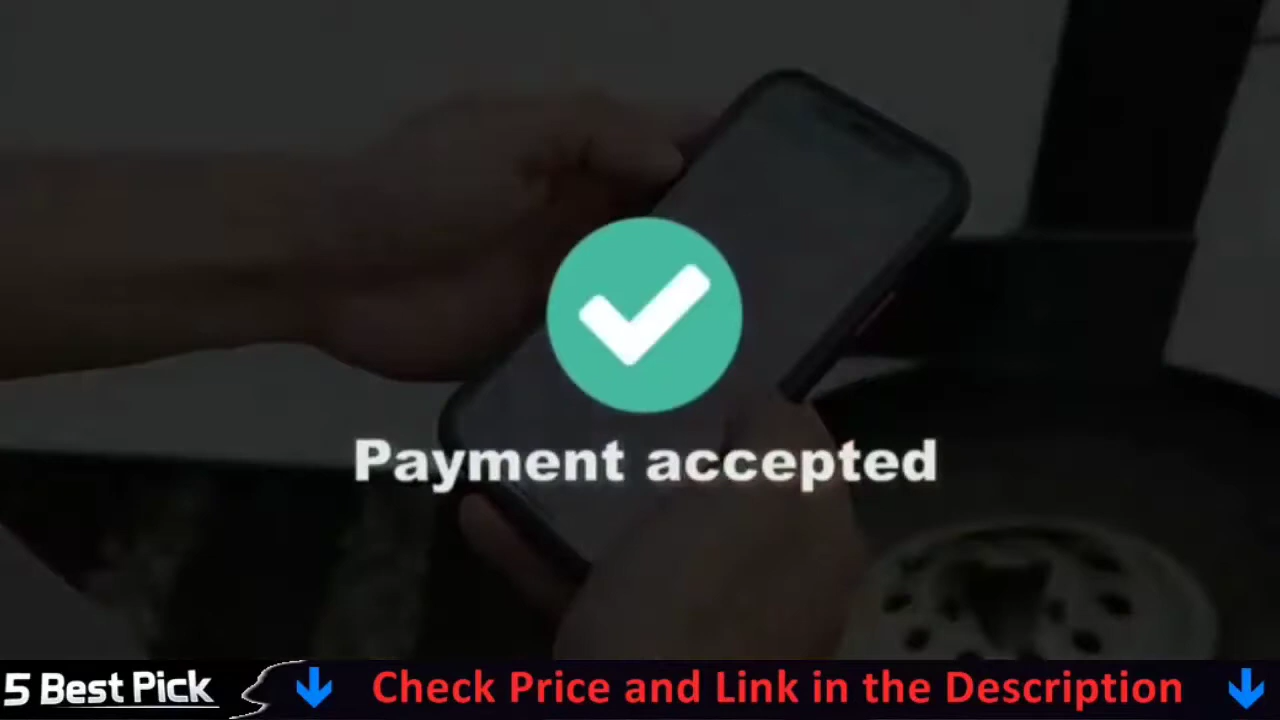 Payment accepted
5 Best Pick
Check Price and Link in the Description